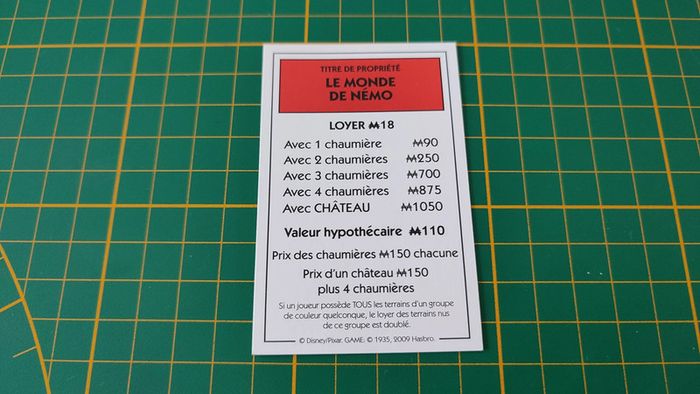 TITRE DE PROPRIÉTÉ
LE MONDE
DE NÉMO
LOYER ₩18
Avec 1 chaumière ₩90
Avec 2 chaumières ₩250
Avec 3 chaumières ₩700
Avec 4 chaumières ₩875
Avec CHÂTEAU ₩1050
Valeur hypothécaire ₩110
Prix des chaumières ₩150 chacune
Prix d'un château ₩150
plus 4 chaumières
Si un joueur possède TOUS les terrains d'un groupe
de couleur quelconque, le loyer des terrains nus
de ce groupe est doublé.
© Disney/Pixar. GAME: © 1935, 2009 Hasbro.